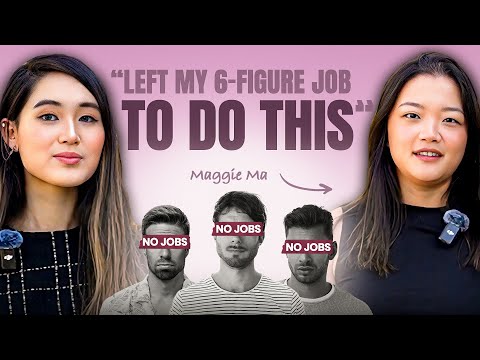 “LEFT MY 6-FIGURE JOB
TO DO THIS”
Maggie Ma
NO JOBS
NO JOBS
NO JOBS